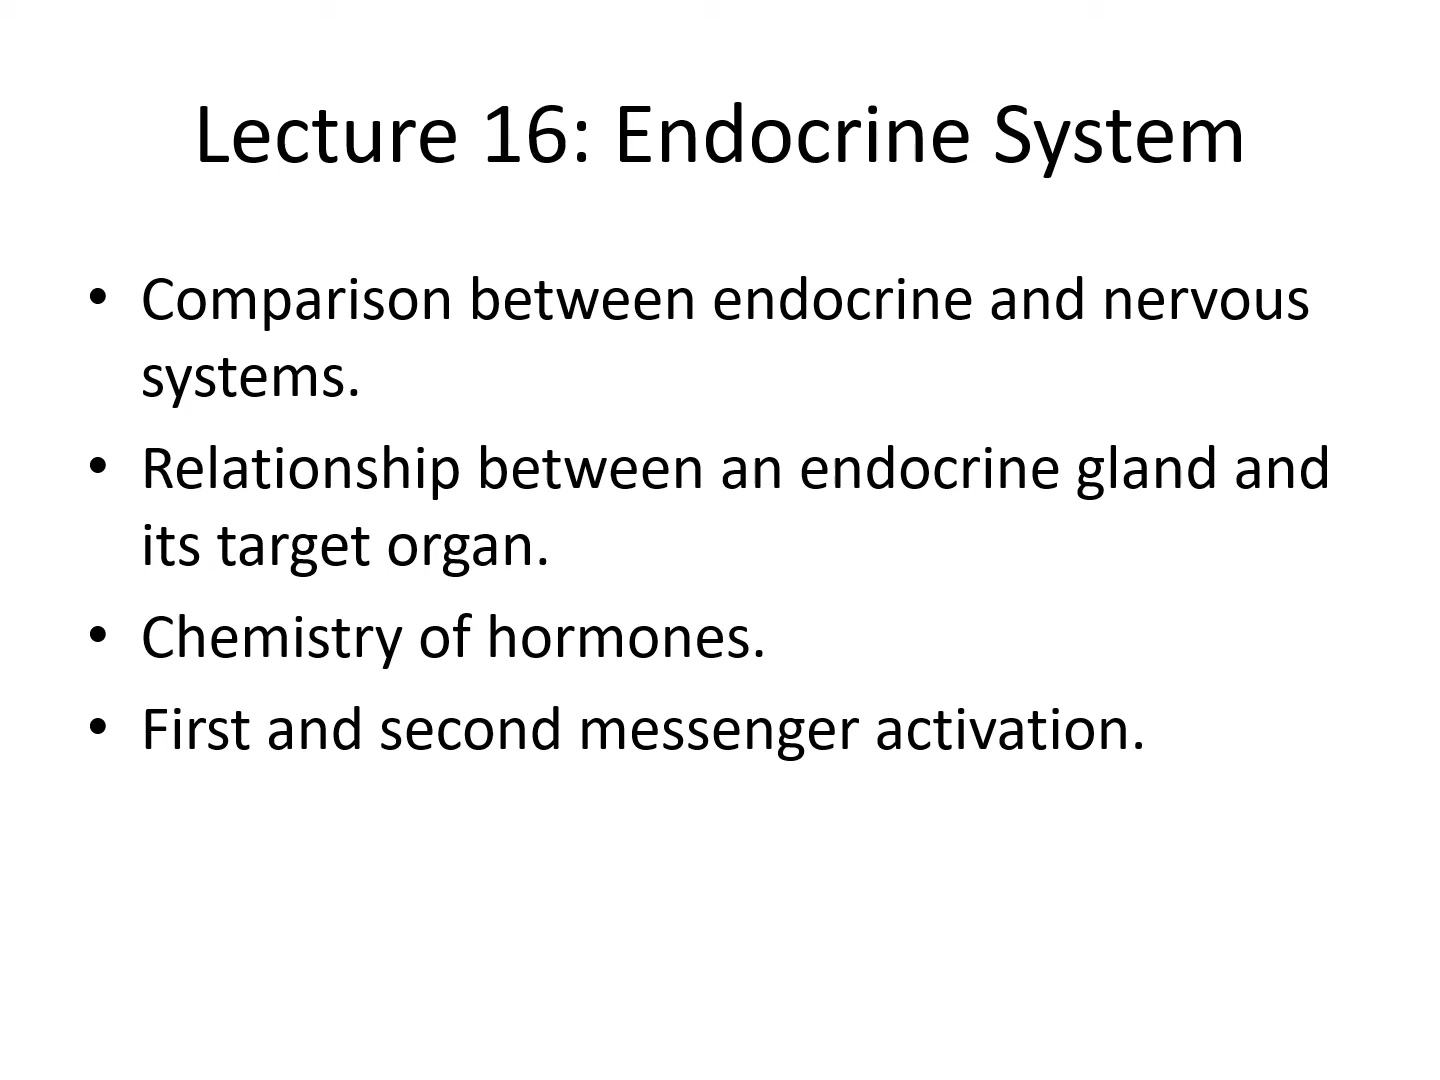 Lecture 16: Endocrine System
• Comparison between endocrine and nervous
systems.
• Relationship between an endocrine gland and
its target organ.
• Chemistry of hormones.
• First and second messenger activation.